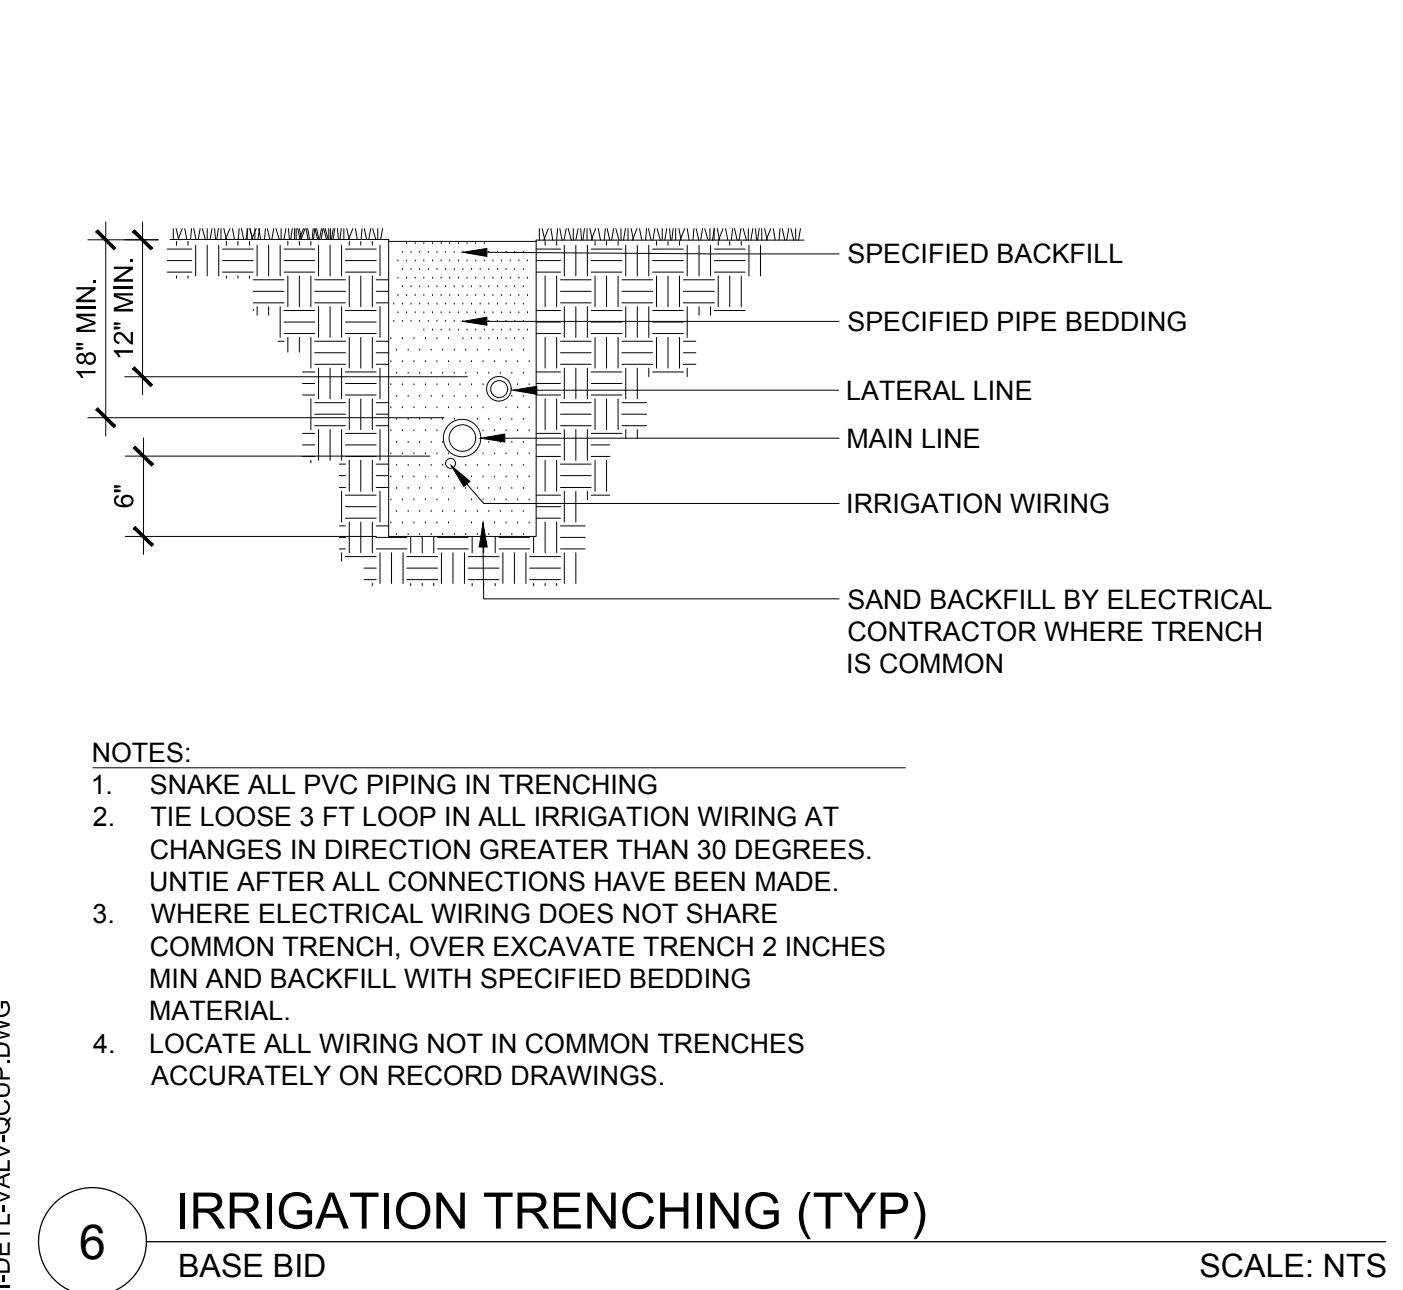 18" MIN.
12" MIN.
6"
SPECIFIED BACKFILL
SPECIFIED PIPE BEDDING
LATERAL LINE
MAIN LINE
IRRIGATION WIRING
SAND BACKFILL BY ELECTRICAL
CONTRACTOR WHERE TRENCH
IS COMMON
NOTES:
1. SNAKE ALL PVC PIPING IN TRENCHING
2. TIE LOOSE 3 FT LOOP IN ALL IRRIGATION WIRING AT
CHANGES IN DIRECTION GREATER THAN 30 DEGREES.
UNTIE AFTER ALL CONNECTIONS HAVE BEEN MADE.
3. WHERE ELECTRICAL WIRING DOES NOT SHARE
COMMON TRENCH, OVER EXCAVATE TRENCH 2 INCHES
MIN AND BACKFILL WITH SPECIFIED BEDDING
MATERIAL.
4. LOCATE ALL WIRING NOT IN COMMON TRENCHES
ACCURATELY ON RECORD DRAWINGS.
I-DETL-VALV-QCUP.DWG
6
IRRIGATION TRENCHING (TYP)
BASE BID
SCALE: NTS